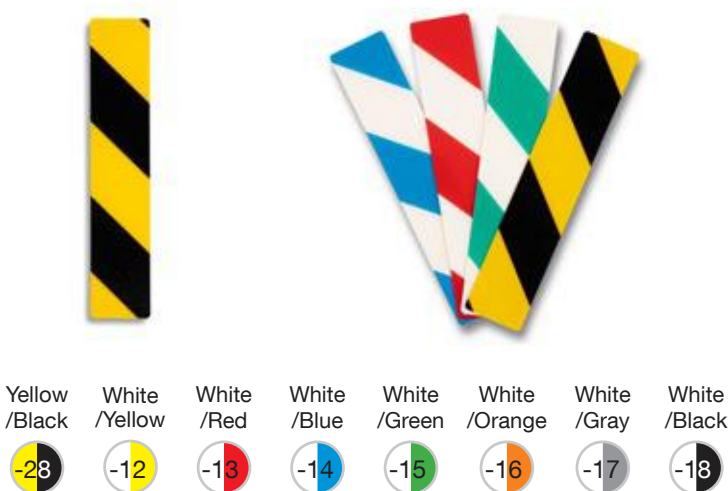 Yellow White White White White White White White
/Black /Yellow /Red /Blue /Green /Orange /Gray /Black
-28 -12 -13 -14 -15 -16 -17 -18